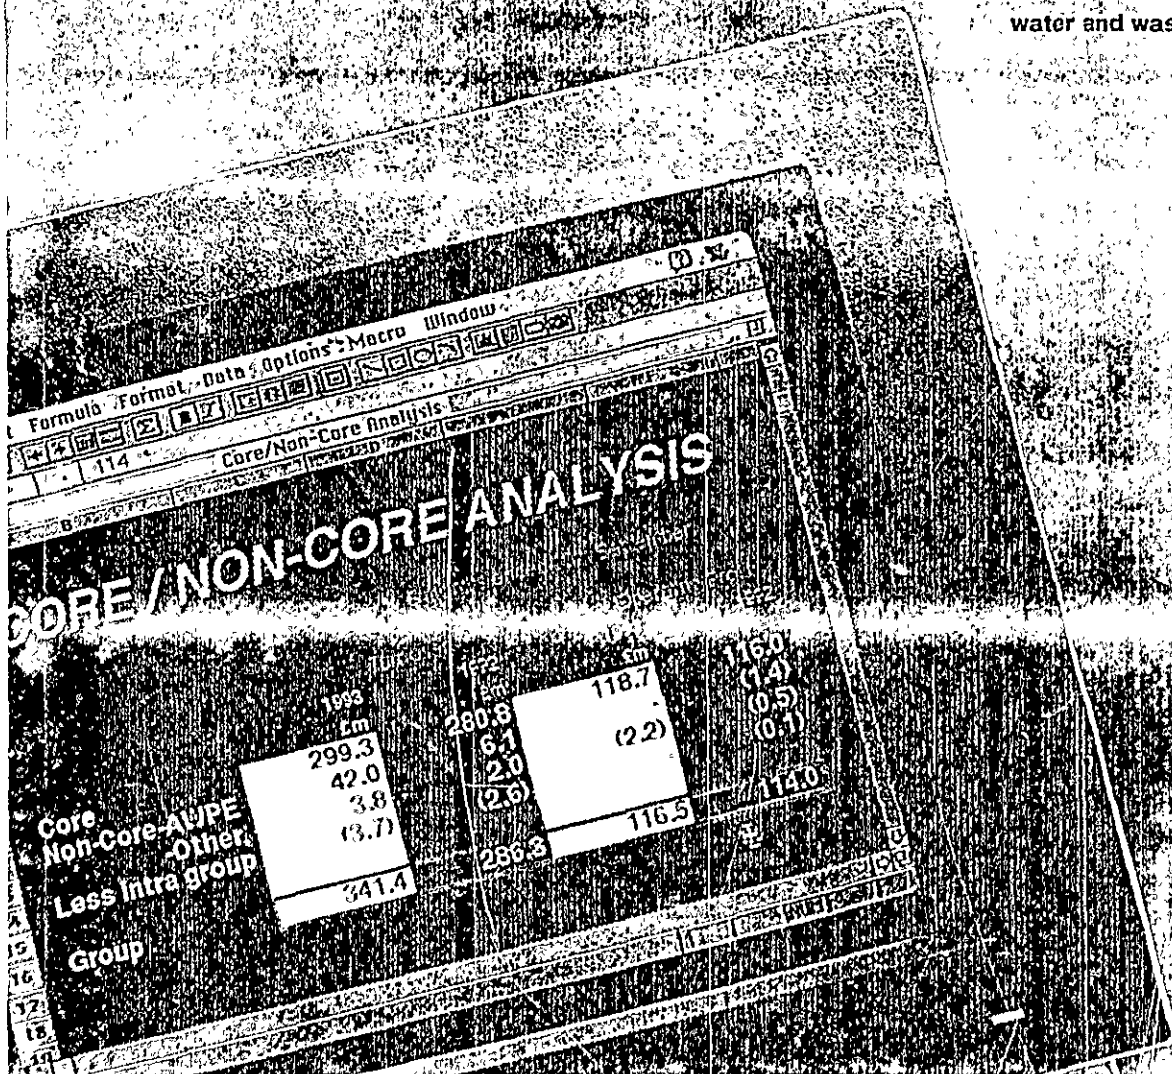 water and was
t Formula Format Data Options Macro Window
114
Core/Non-Core Analysis
B
CORE / NON-CORE ANALYSIS
1993
£m £m
Core 299.3 280.8 118.7 116.0
Non-Core-AWPE 42.0 6.1 (1.4)
-Other 3.8 2.0 (2.2) (0.5)
Less Intra group (3.7) (2.6) (0.1)
Group 341.4 286.3 116.5 114.0
15
16
17
18